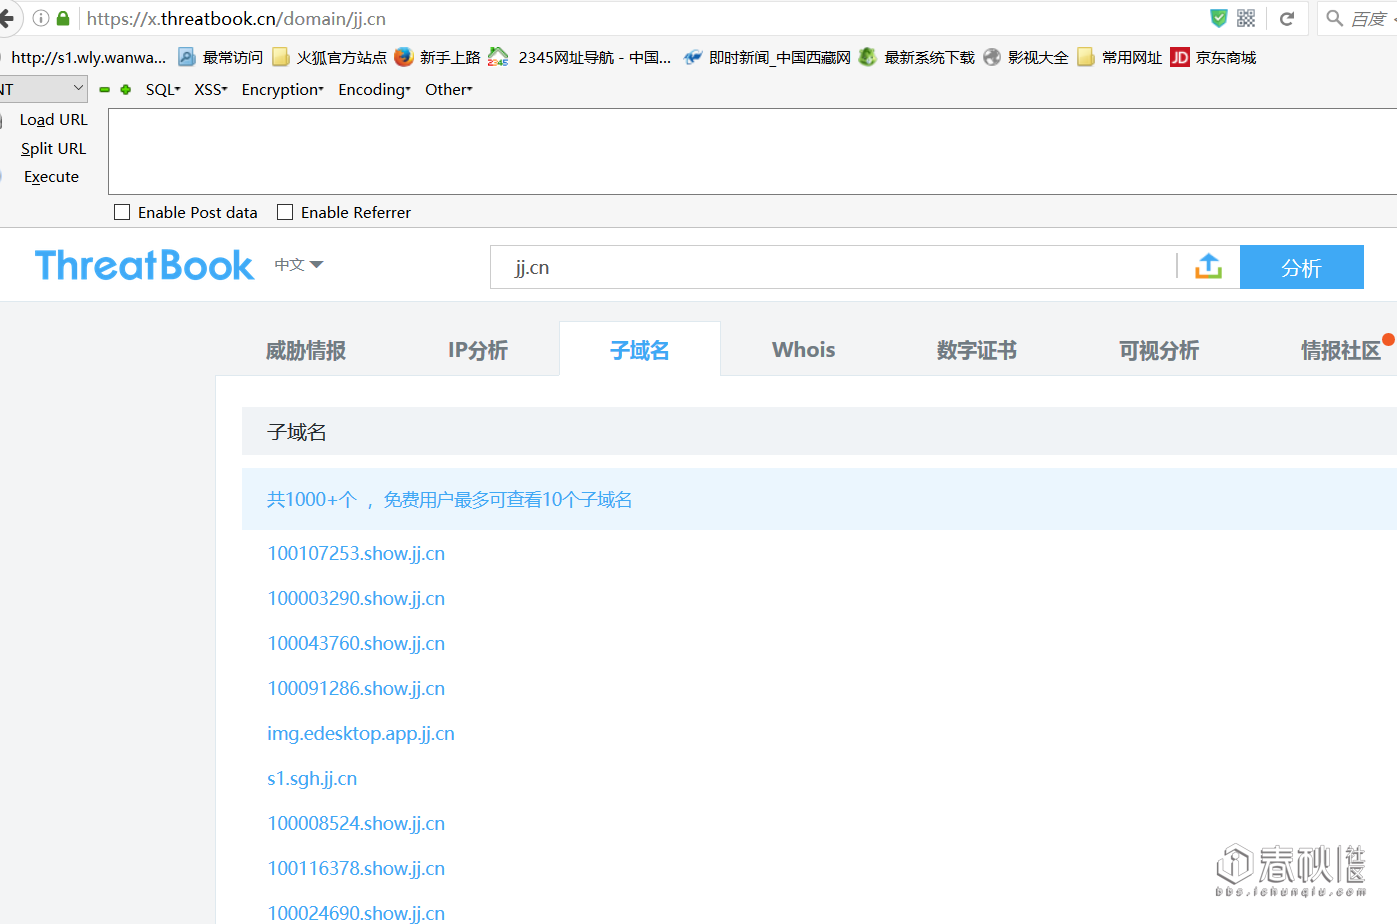 https://x.threatbook.cn/domain/jj.cn
百度
http://s1.wly.wanwa... 最常访问 火狐官方站点 新手上路 2345网址导航 - 中国... 即时新闻_中国西藏网 最新系统下载 影视大全 常用网址 JD 京东商城
NT SQL XSS Encryption Encoding Other
Load URL
Split URL
Execute
Enable Post data Enable Referrer
ThreatBook 中文 jj.cn 分析
威胁情报 IP分析 子域名 Whois 数字证书 可视分析 情报社区
子域名
共1000+个 ，免费用户最多可查看10个子域名
100107253.show.jj.cn
100003290.show.jj.cn
100043760.show.jj.cn
100091286.show.jj.cn
img.edesktop.app.jj.cn
s1.sgh.jj.cn
100008524.show.jj.cn
100116378.show.jj.cn
100024690.show.jj.cn
春秋社区
bbs.ichunqiu.com